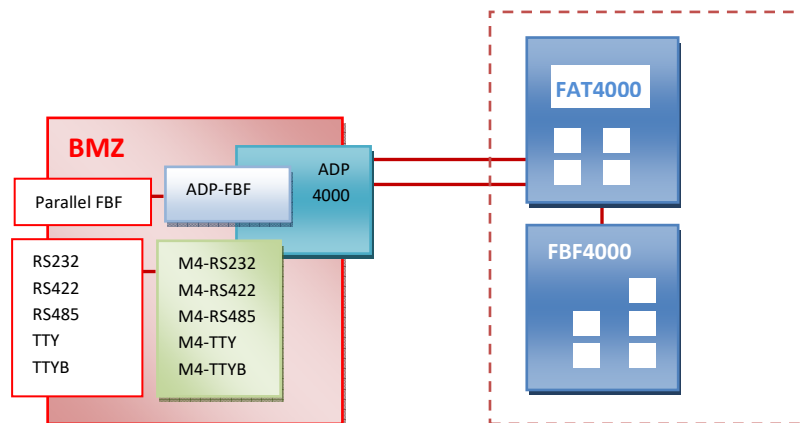 FAT4000
BMZ
ADP
4000
ADP-FBF
Parallel FBF
RS232
RS422
RS485
TTY
TTYB
M4-RS232
M4-RS422
M4-RS485
M4-TTY
M4-TTYB
FBF4000